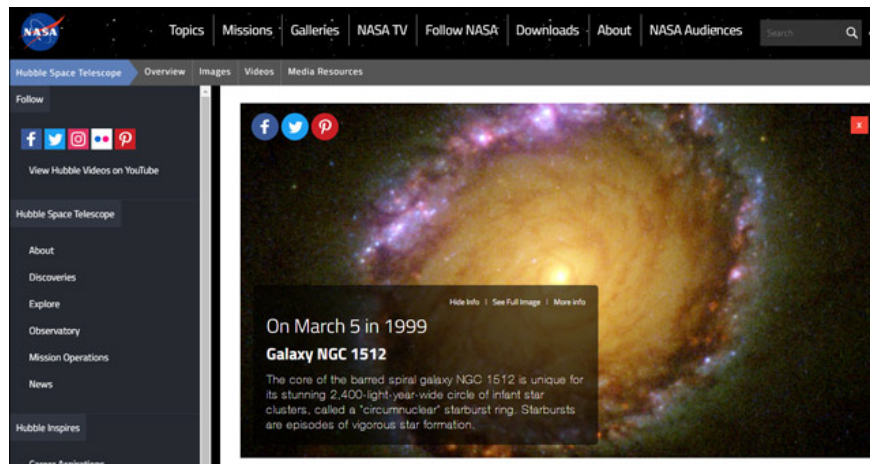 NASA
Topics Missions Galleries NASA TV Follow NASA Downloads About NASA Audiences Search
Hubble Space Telescope Overview Images Videos Media Resources
Follow
View Hubble Videos on YouTube
Hubble Space Telescope
About
Discoveries
Explore
Observatory
Mission Operations
News
Hubble Inspires
Career Aspirations
x
Hide Info | See Full Image | More info
On March 5 in 1999
Galaxy NGC 1512
The core of the barred spiral galaxy NGC 1512 is unique for
its stunning 2,400-light-year-wide circle of infant star
clusters, called a "circumnuclear" starburst ring. Starbursts
are episodes of vigorous star formation.